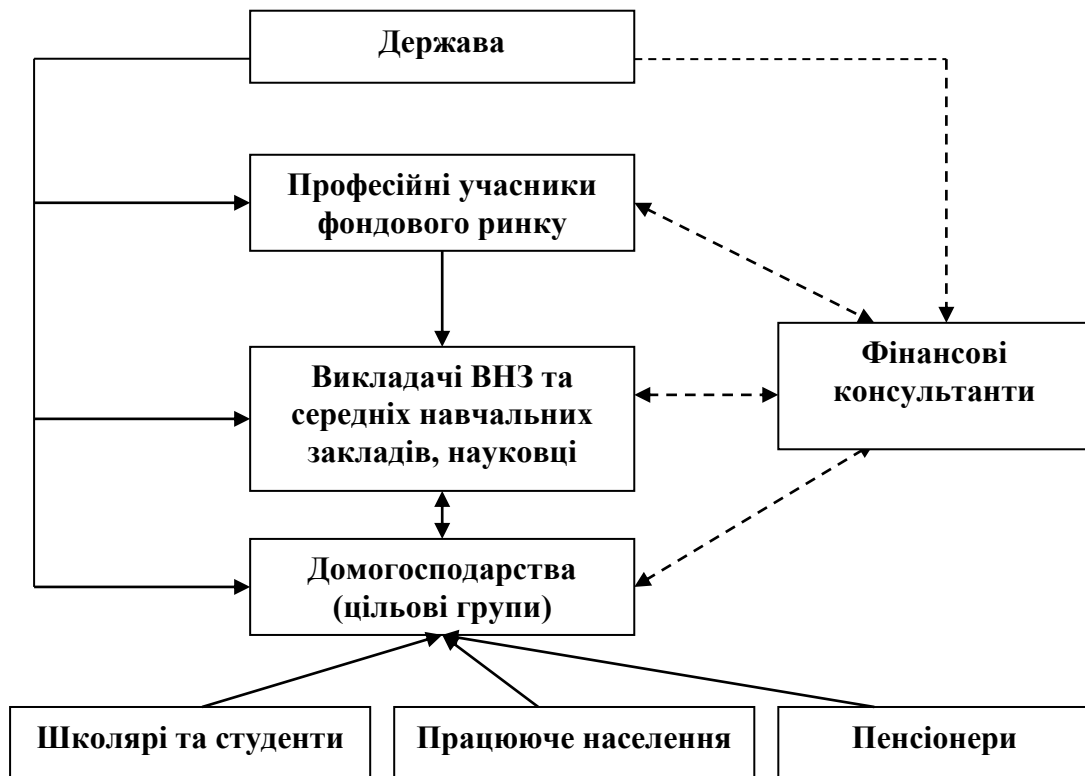 Держава
Професійні учасники
фондового ринку
Фінансові
консультанти
Викладачі ВНЗ та
середніх навчальних
закладів, науковці
Домогосподарства
(цільові групи)
Школярі та студенти
Працююче населення
Пенсіонери